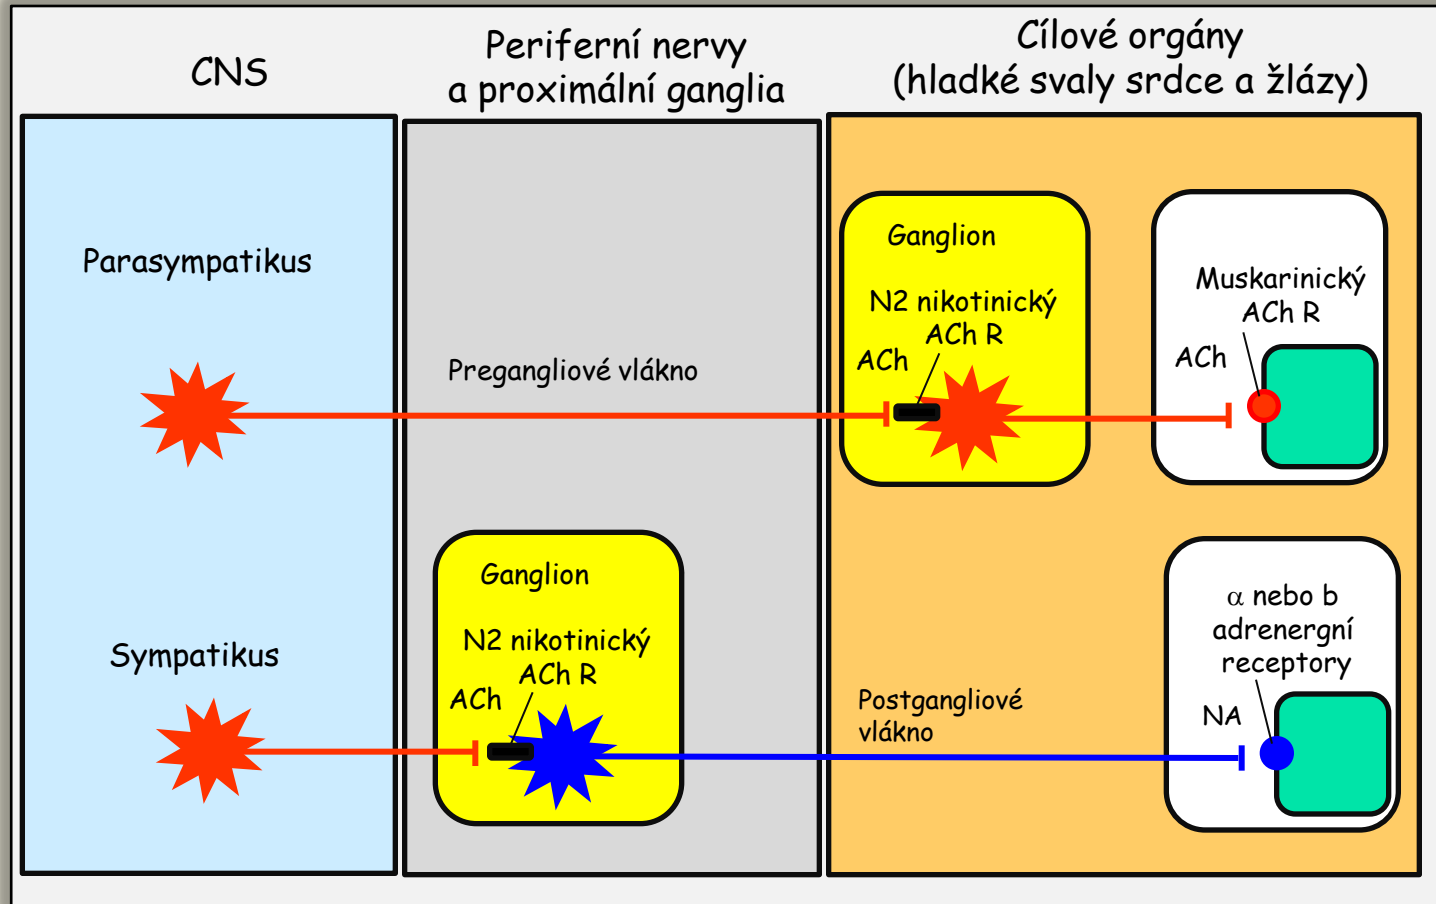 CNS
Periferní nervy
a proximální ganglia
Cílové orgány
(hladké svaly srdce a žlázy)
Parasympatikus
Pregangliové vlákno
Ganglion
N2 nikotinický
ACh R
ACh
Muskarinický
ACh R
ACh
Sympatikus
Ganglion
N2 nikotinický
ACh R
ACh
Postgangliové
vlákno
α nebo b
adrenergní
receptory
NA